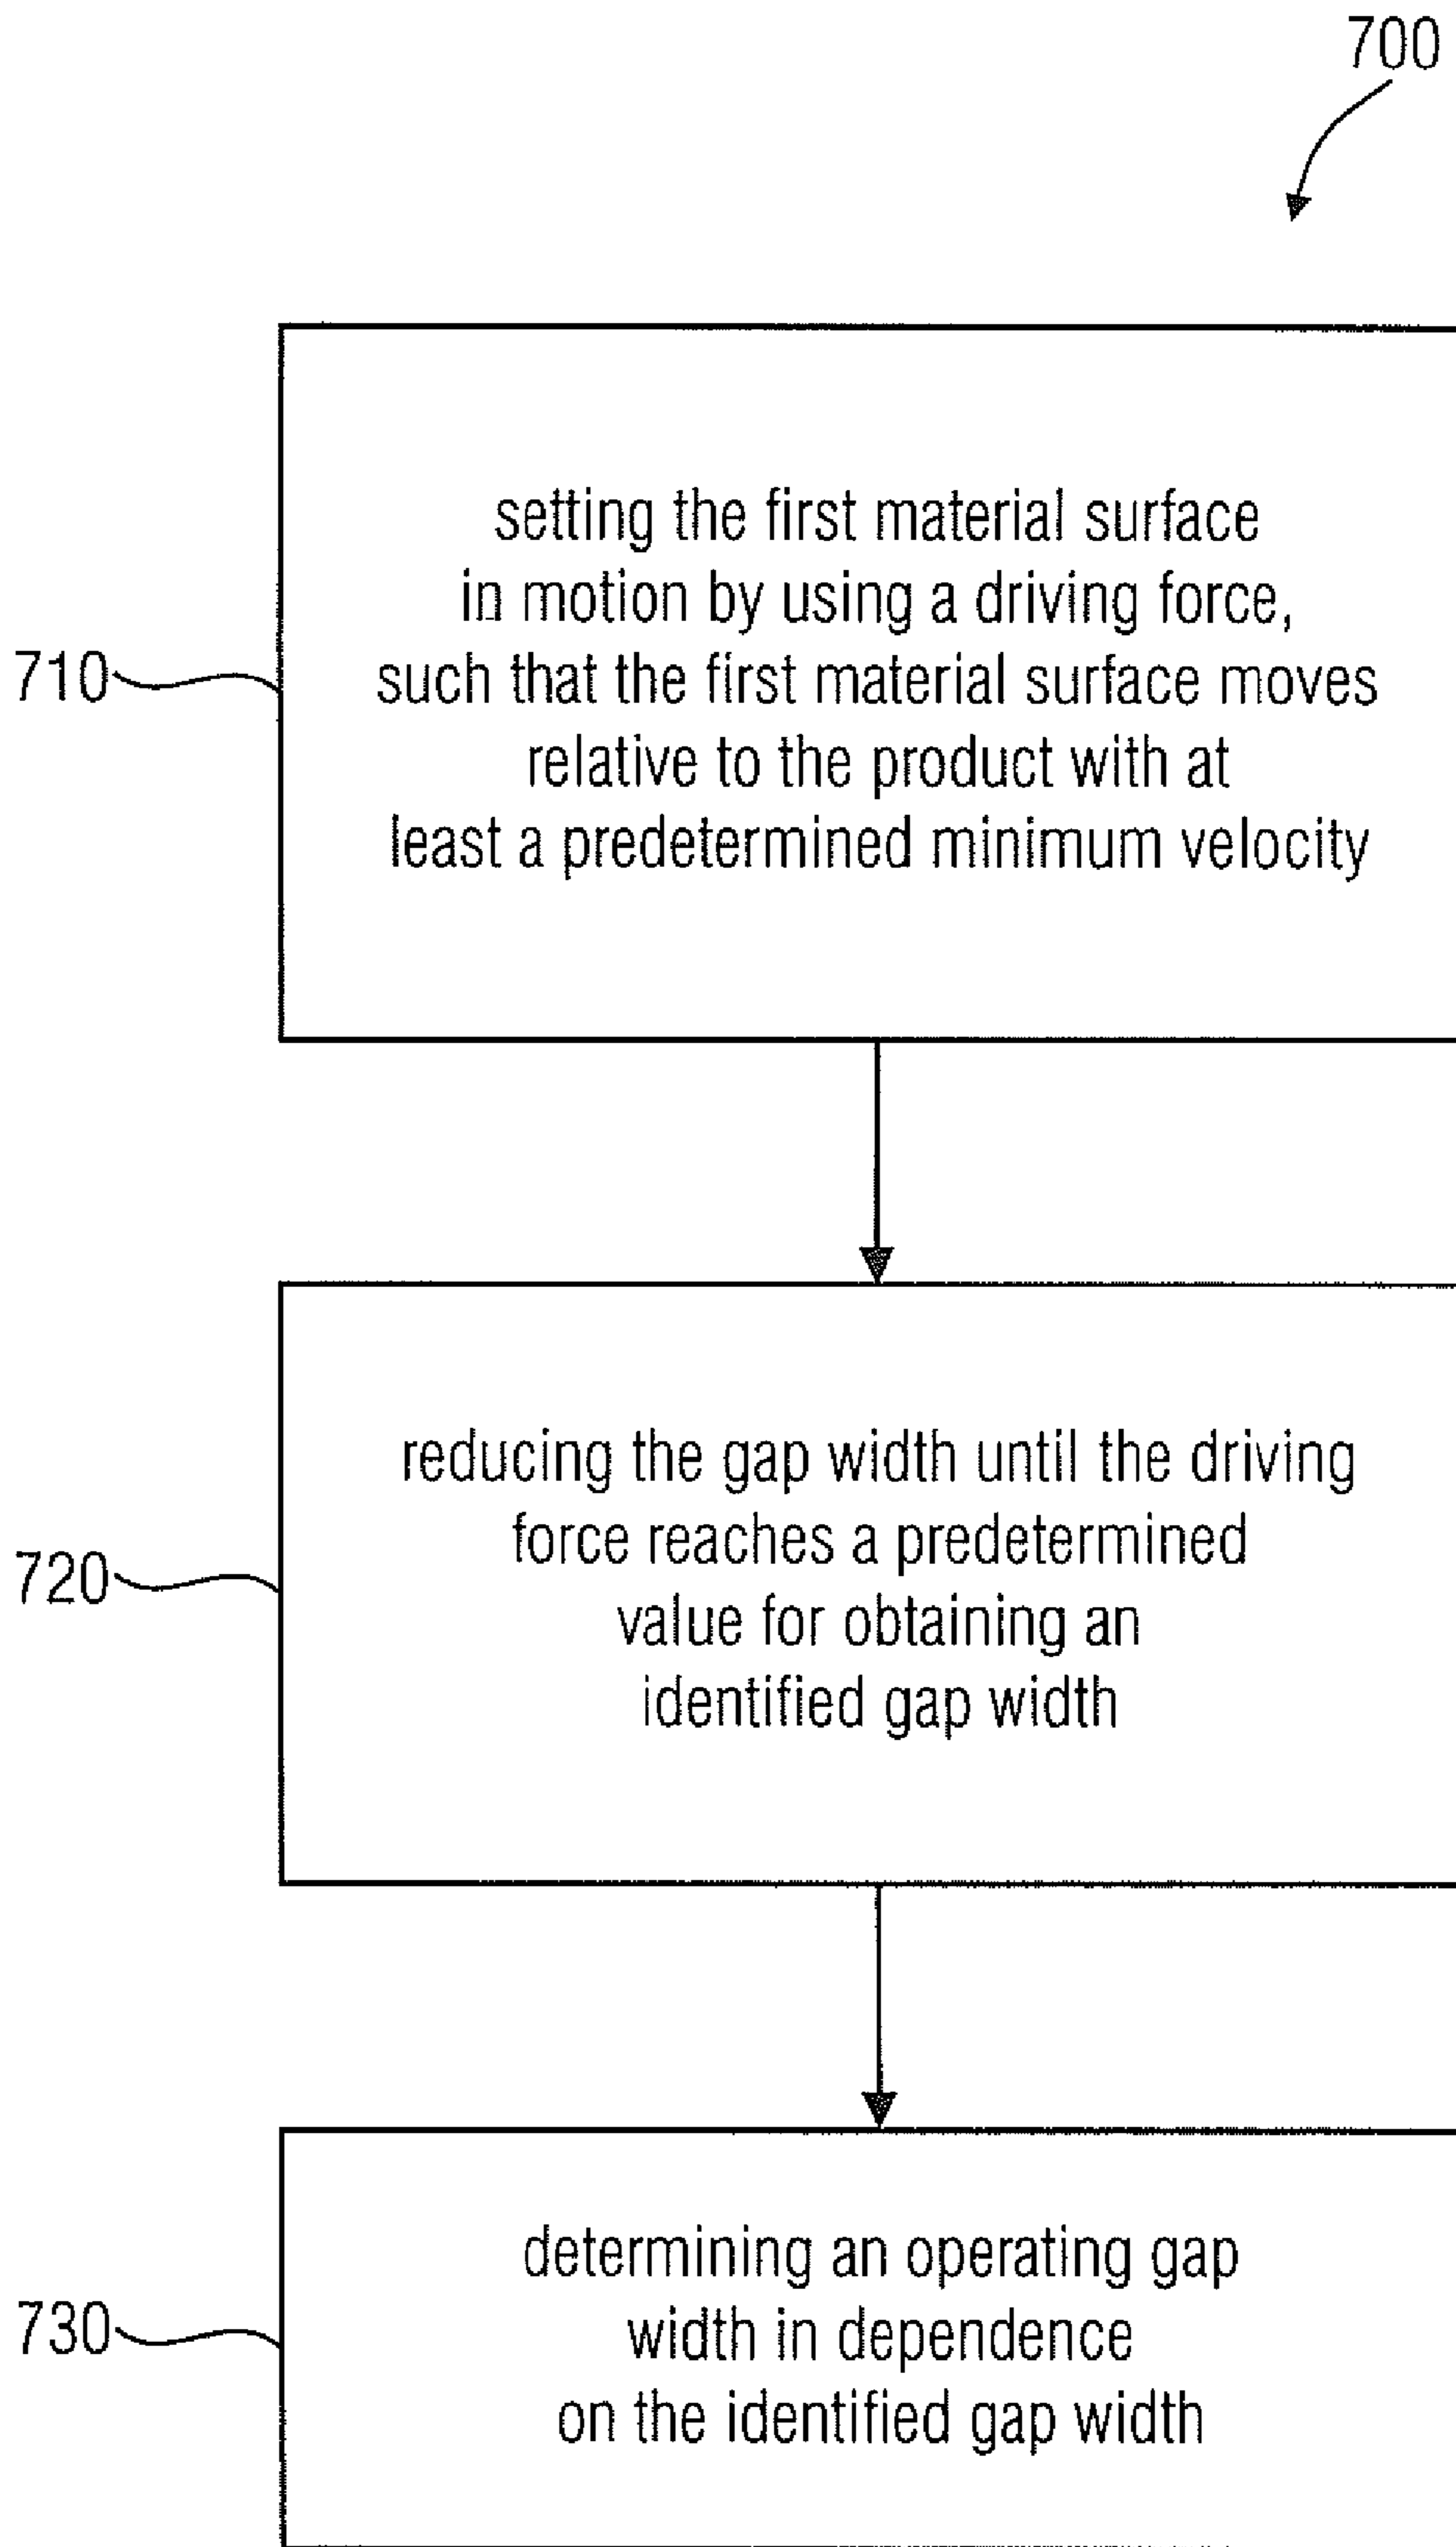 700
setting the first material surface
in motion by using a driving force,
such that the first material surface moves
relative to the product with at
least a predetermined minimum velocity
710
reducing the gap width until the driving
force reaches a predetermined
value for obtaining an
identified gap width
720
determining an operating gap
width in dependence
on the identified gap width
730